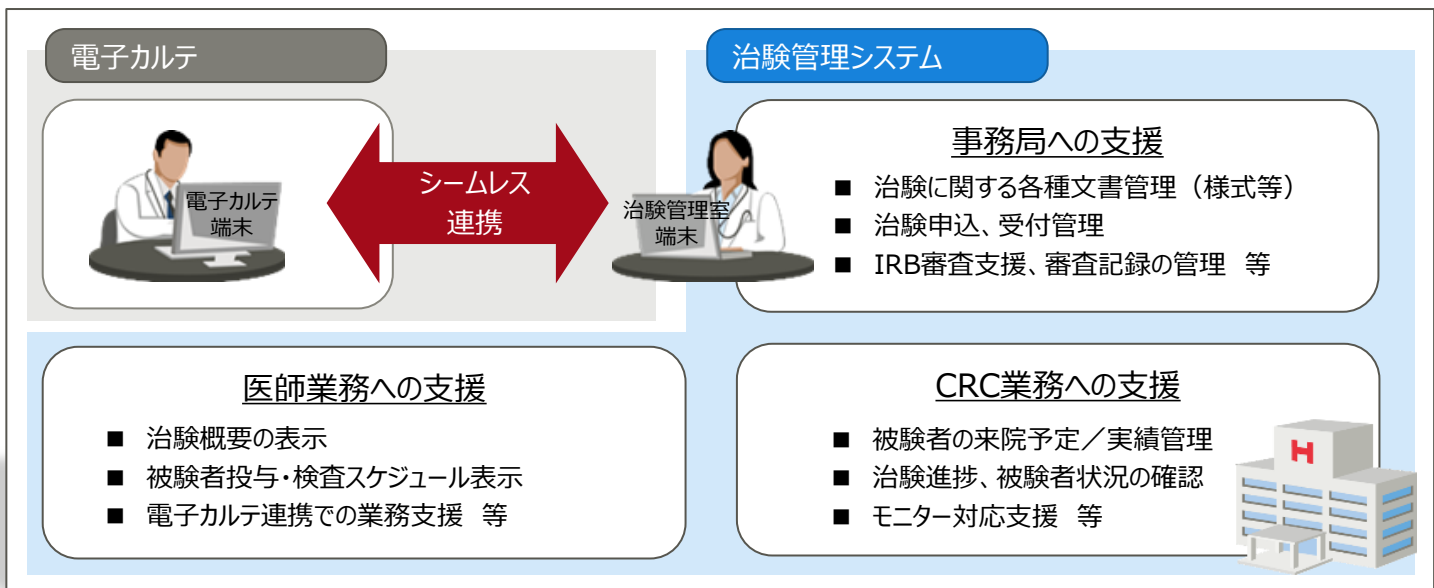 電子カルテ
治験管理システム
電子カルテ
端末
シームレス
連携
治験管理室
端末
事務局への支援
■ 治験に関する各種文書管理（様式等）
■ 治験申込、受付管理
■ IRB審査支援、審査記録の管理 等
医師業務への支援
■ 治験概要の表示
■ 被験者投与・検査スケジュール表示
■ 電子カルテ連携での業務支援 等
CRC業務への支援
■ 被験者の来院予定／実績管理
■ 治験進捗、被験者状況の確認
■ モニター対応支援 等
H